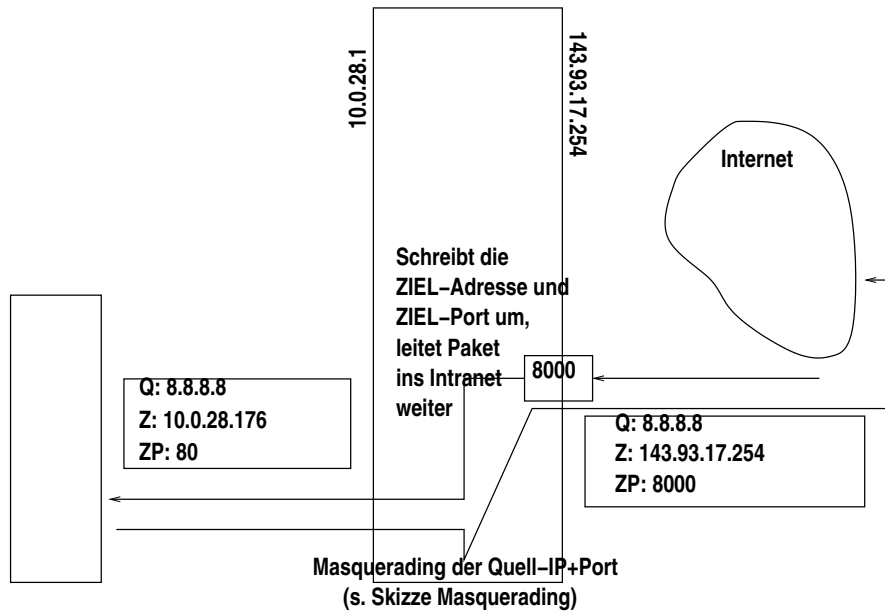 10.0.28.1
143.93.17.254
Internet
Schreibt die
ZIEL–Adresse und
ZIEL–Port um,
leitet Paket
ins Intranet
weiter
8000
Q: 8.8.8.8
Z: 10.0.28.176
ZP: 80
Q: 8.8.8.8
Z: 143.93.17.254
ZP: 8000
Masquerading der Quell–IP+Port
(s. Skizze Masquerading)